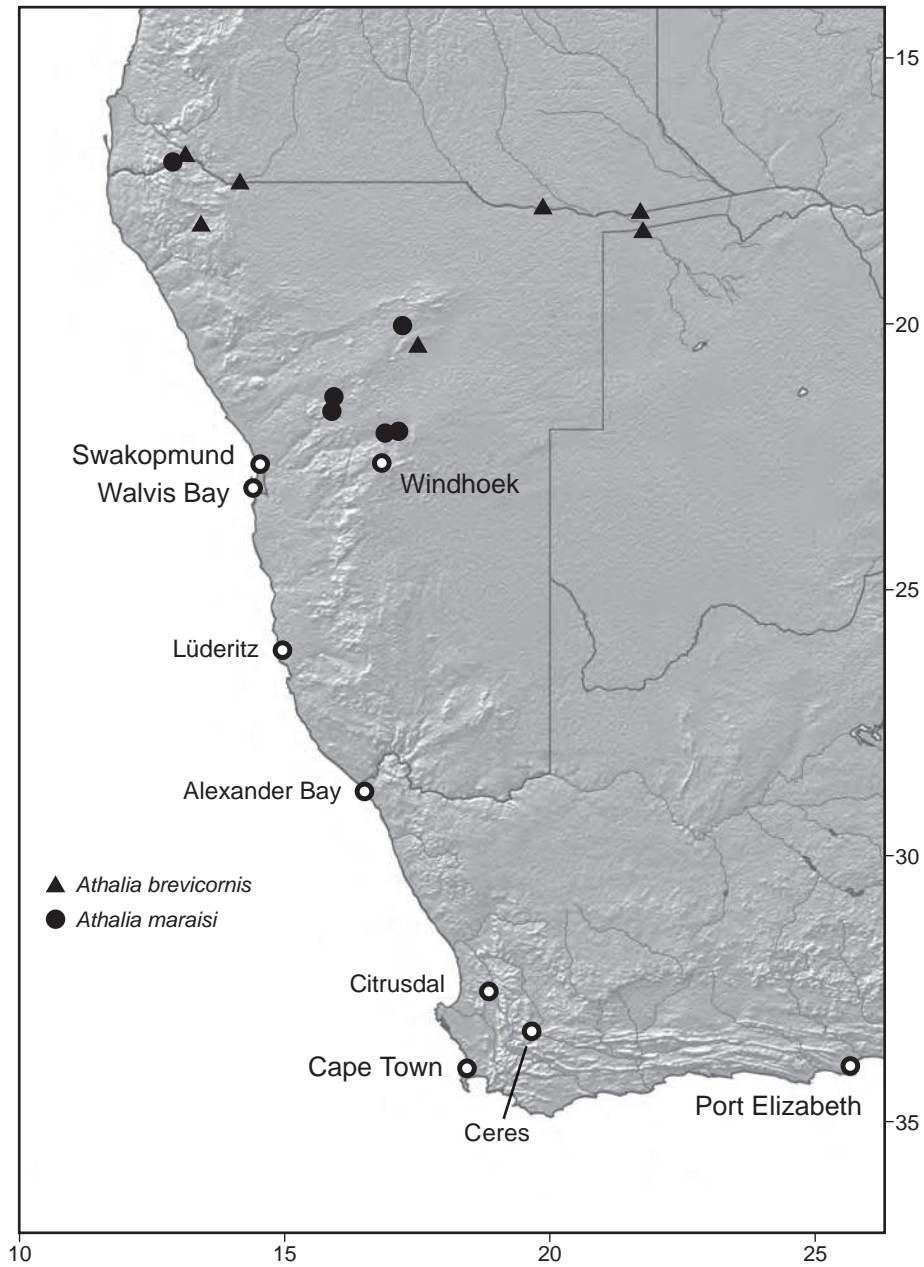 15
20
Swakopmund
Windhoek
Walvis Bay
25
Lüderitz
Alexander Bay
30
Athalia brevicornis
Athalia maraisi
Citrusdal
Cape Town
Port Elizabeth
35
Ceres
10 15 20 25